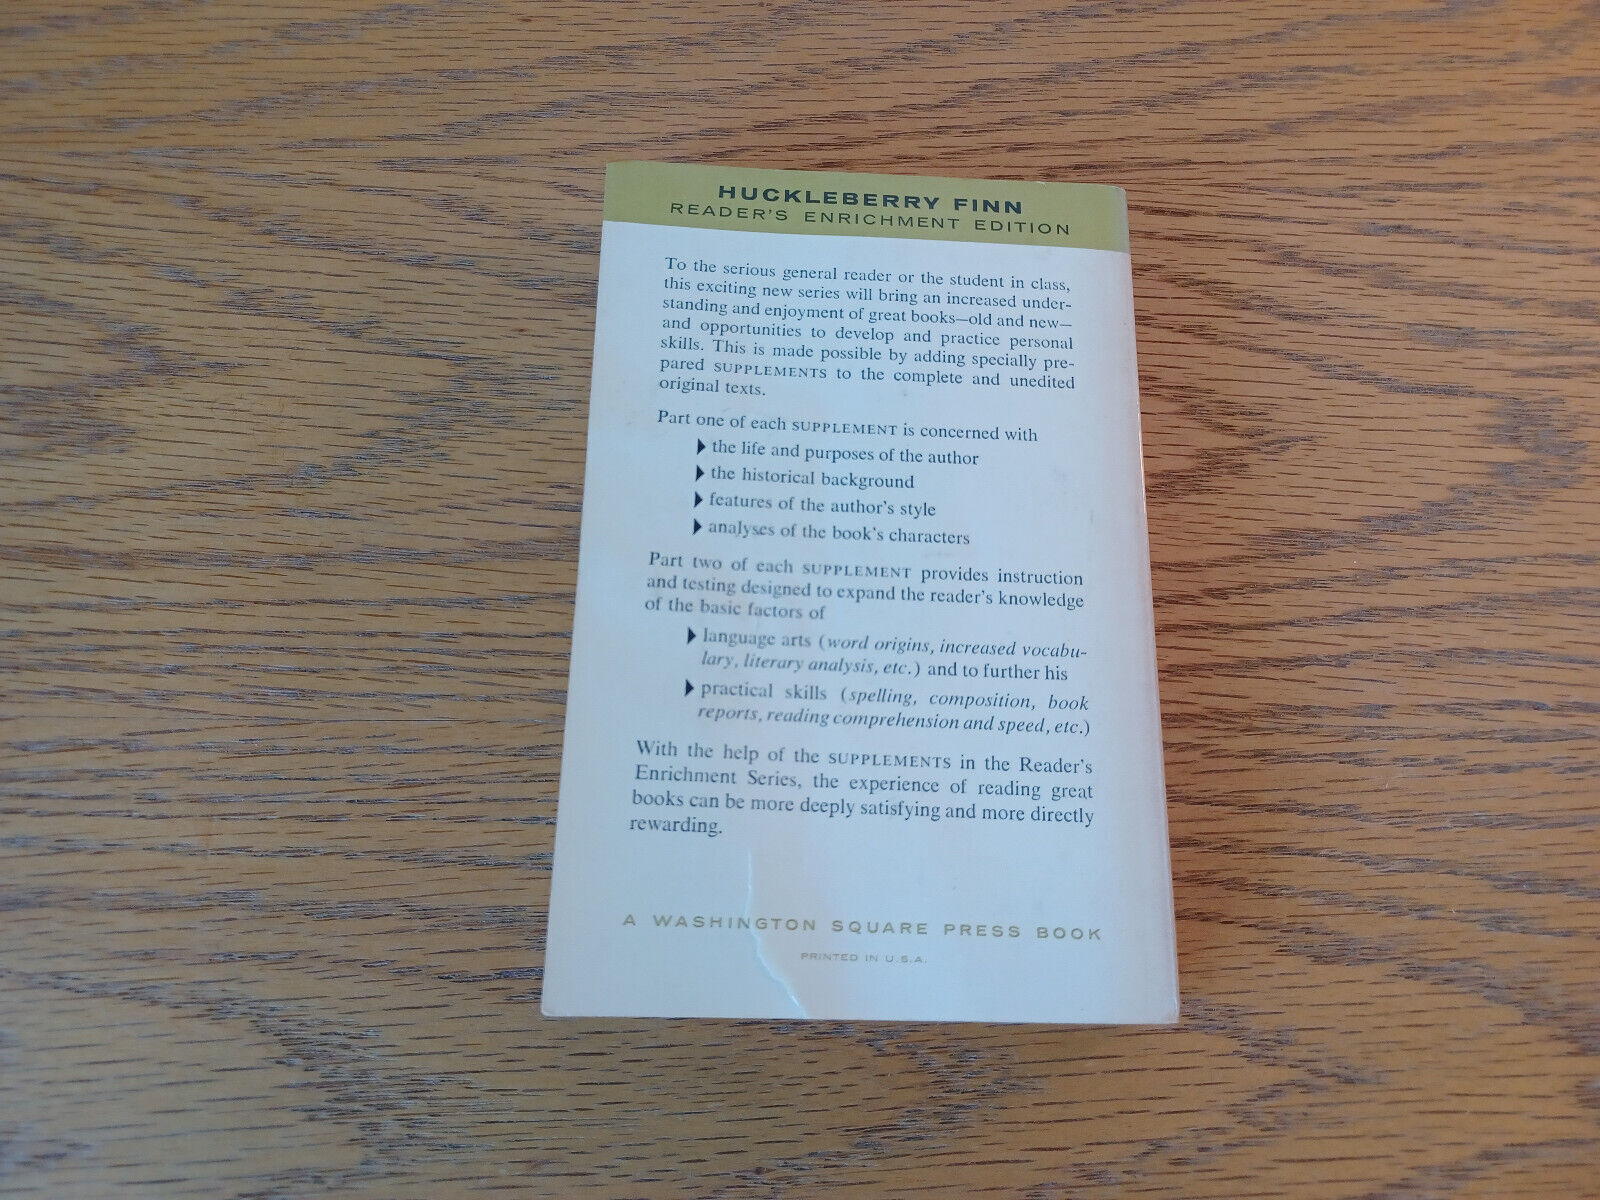 HUCKLEBERRY FINN
READER'S ENRICHMENT EDITION
To the serious general reader or the student in class,
this exciting new series will bring an increased under-
standing and enjoyment of great books—old and new—
and opportunities to develop and practice personal
skills. This is made possible by adding specially pre-
pared SUPPLEMENTS to the complete and unedited
original texts.
Part one of each SUPPLEMENT is concerned with
▶ the life and purposes of the author
▶ the historical background
▶ features of the author's style
▶ analyses of the book's characters
Part two of each SUPPLEMENT provides instruction
and testing designed to expand the reader's knowledge
of the basic factors of
▶ language arts (word origins, increased vocabu-
lary, literary analysis, etc.) and to further his
▶ practical skills (spelling, composition, book
reports, reading comprehension and speed, etc.)
With the help of the SUPPLEMENTS in the Reader's
Enrichment Series, the experience of reading great
books can be more deeply satisfying and more directly
rewarding.
A WASHINGTON SQUARE PRESS BOOK
PRINTED IN U.S.A.